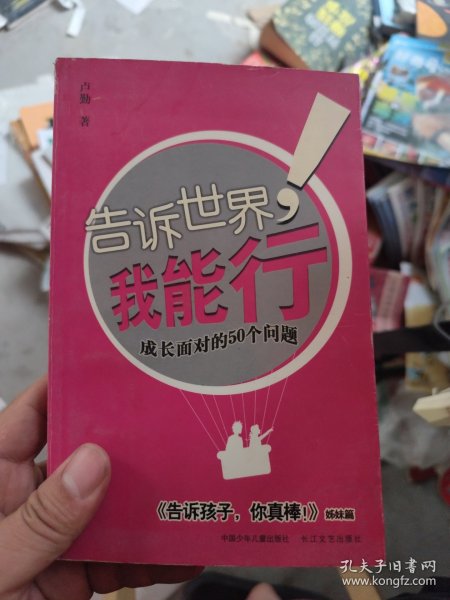 卢勤 著
告诉世界，
我能行！
成长面对的50个问题
《告诉孩子，你真棒！》姊妹篇
中国少年儿童出版社 长江文艺出版社
孔夫子旧书网
www.kongfz.com